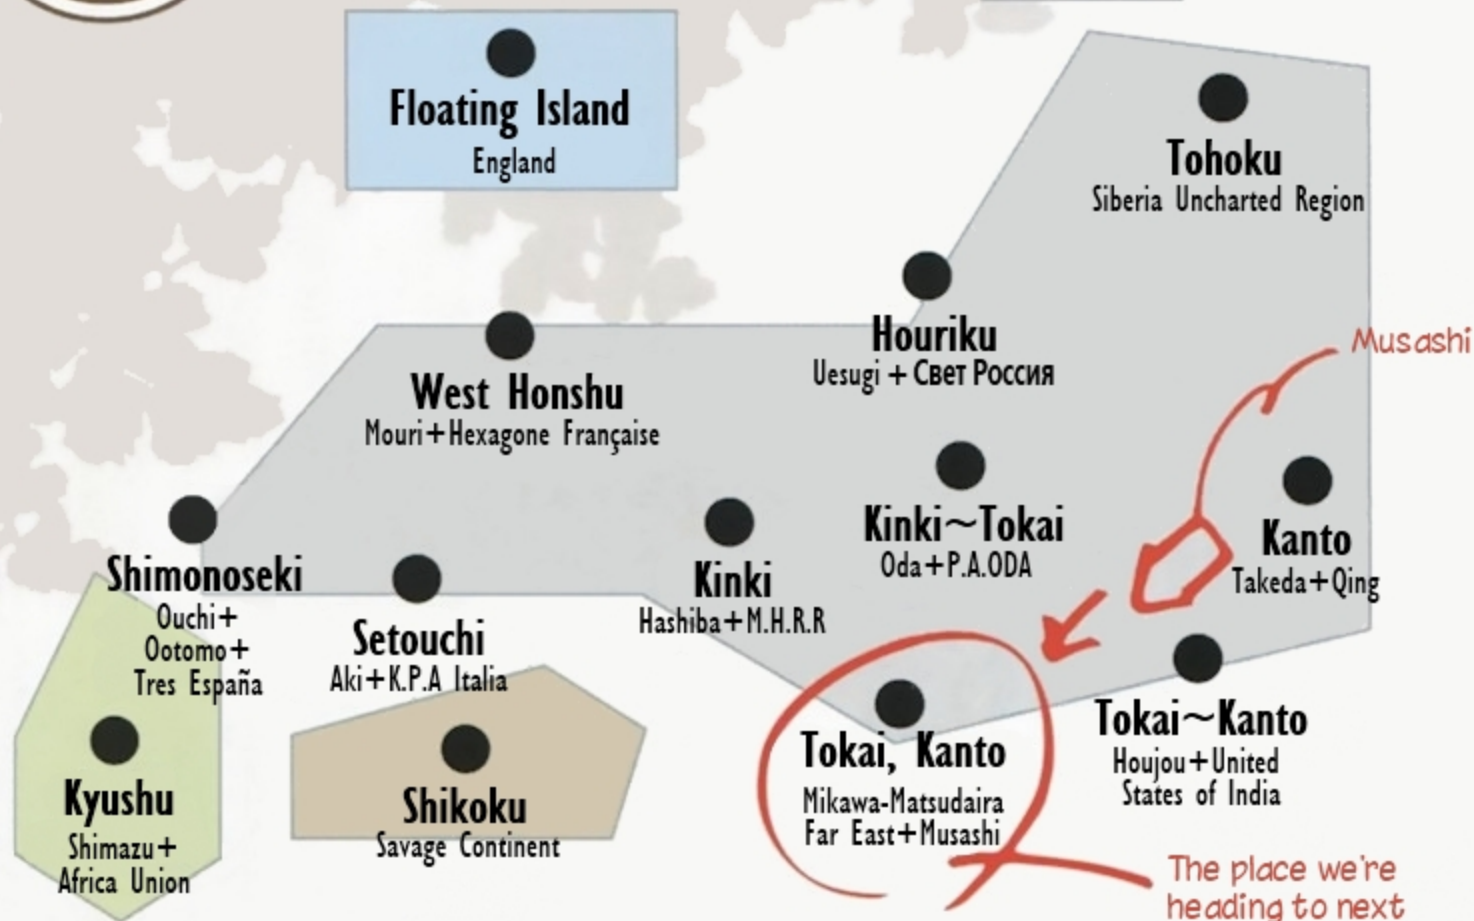 Floating Island
England
Tohoku
Siberia Uncharted Region
Houriku
Uesugi + Свет Россия
Musashi
West Honshu
Mouri+Hexagone Française
Kinki~Tokai
Oda+P.A.ODA
Kanto
Takeda+Qing
Shimonoseki
Ouchi+
Ootomo+
Tres España
Setouchi
Aki+K.P.A Italia
Kinki
Hashiba+M.H.R.R
Tokai, Kanto
Mikawa-Matsudaira
Far East+Musashi
Tokai~Kanto
Houjou+United
States of India
Kyushu
Shimazu+
Africa Union
Shikoku
Savage Continent
The place we're
heading to next